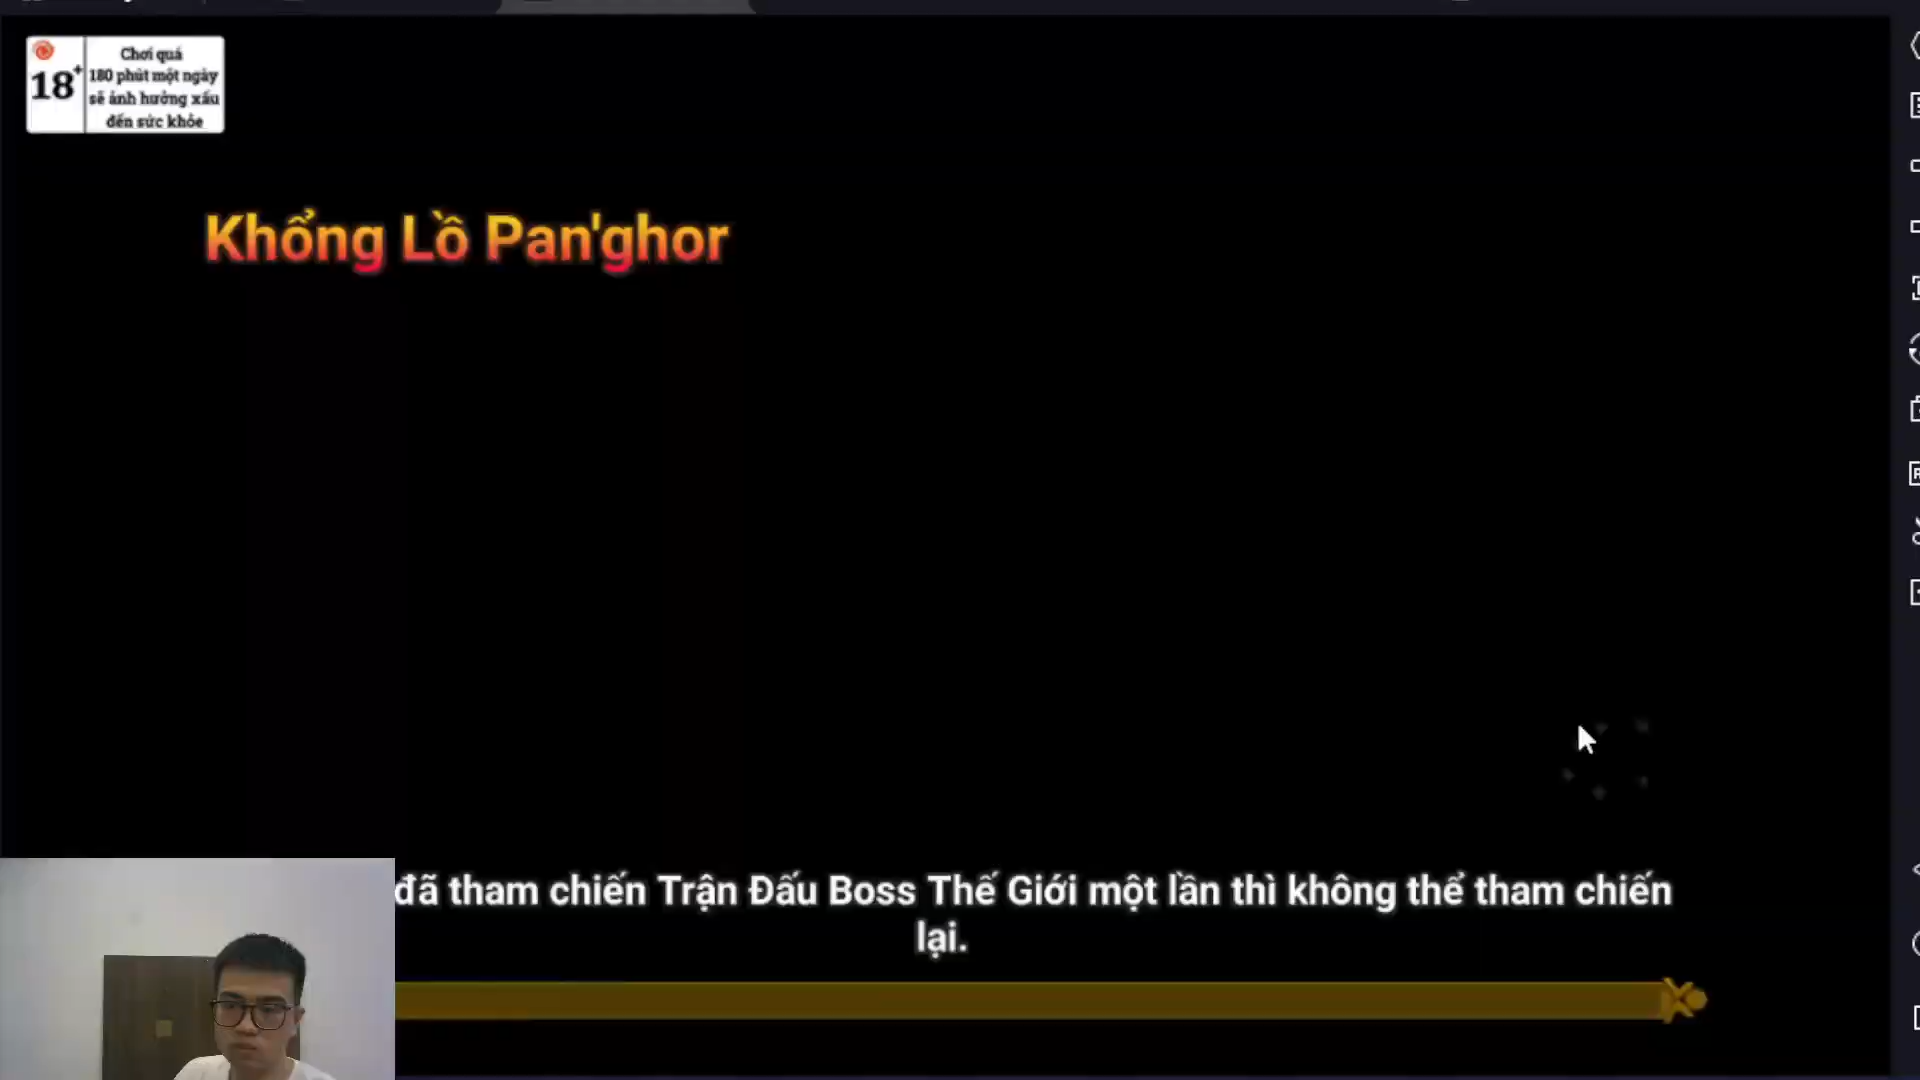 18+
Chơi quá
180 phút một ngày
sẽ ảnh hưởng xấu
đến sức khỏe
Khổng Lồ Pan'ghor
đã tham chiến Trận Đấu Boss Thế Giới một lần thì không thể tham chiến
lại.